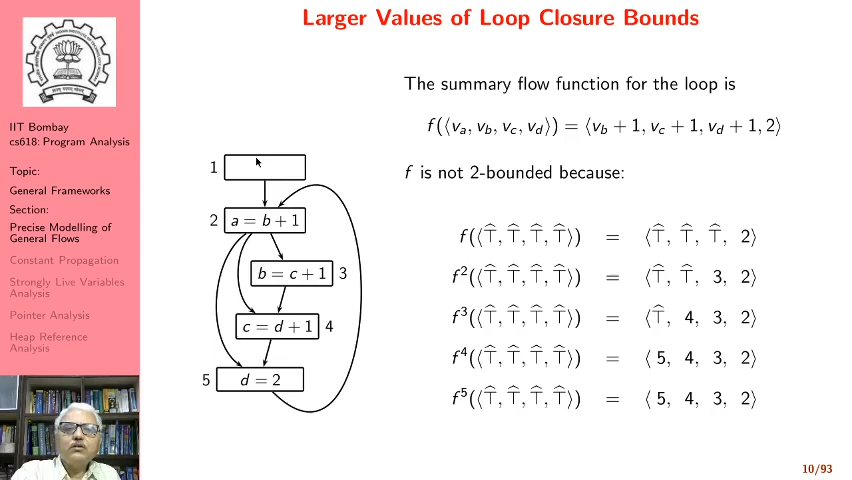 Larger Values of Loop Closure Bounds
IIT Bombay
cs618: Program Analysis
Topic:
General Frameworks
Section:
Precise Modelling of
General Flows
Constant Propagation
Strongly Live Variables
Analysis
Pointer Analysis
Heap Reference
Analysis
1
2 a = b + 1
b = c + 1 3
c = d + 1 4
5 d = 2
The summary flow function for the loop is
f(⟨v_a, v_b, v_c, v_d⟩) = ⟨v_b + 1, v_c + 1, v_d + 1, 2⟩
f is not 2-bounded because:
f(⟨⊤̂, ⊤̂, ⊤̂, ⊤̂⟩) = ⟨⊤̂, ⊤̂, ⊤̂, 2⟩
f²(⟨⊤̂, ⊤̂, ⊤̂, ⊤̂⟩) = ⟨⊤̂, ⊤̂, 3, 2⟩
f³(⟨⊤̂, ⊤̂, ⊤̂, ⊤̂⟩) = ⟨⊤̂, 4, 3, 2⟩
f⁴(⟨⊤̂, ⊤̂, ⊤̂, ⊤̂⟩) = ⟨ 5, 4, 3, 2⟩
f⁵(⟨⊤̂, ⊤̂, ⊤̂, ⊤̂⟩) = ⟨ 5, 4, 3, 2⟩
10/93